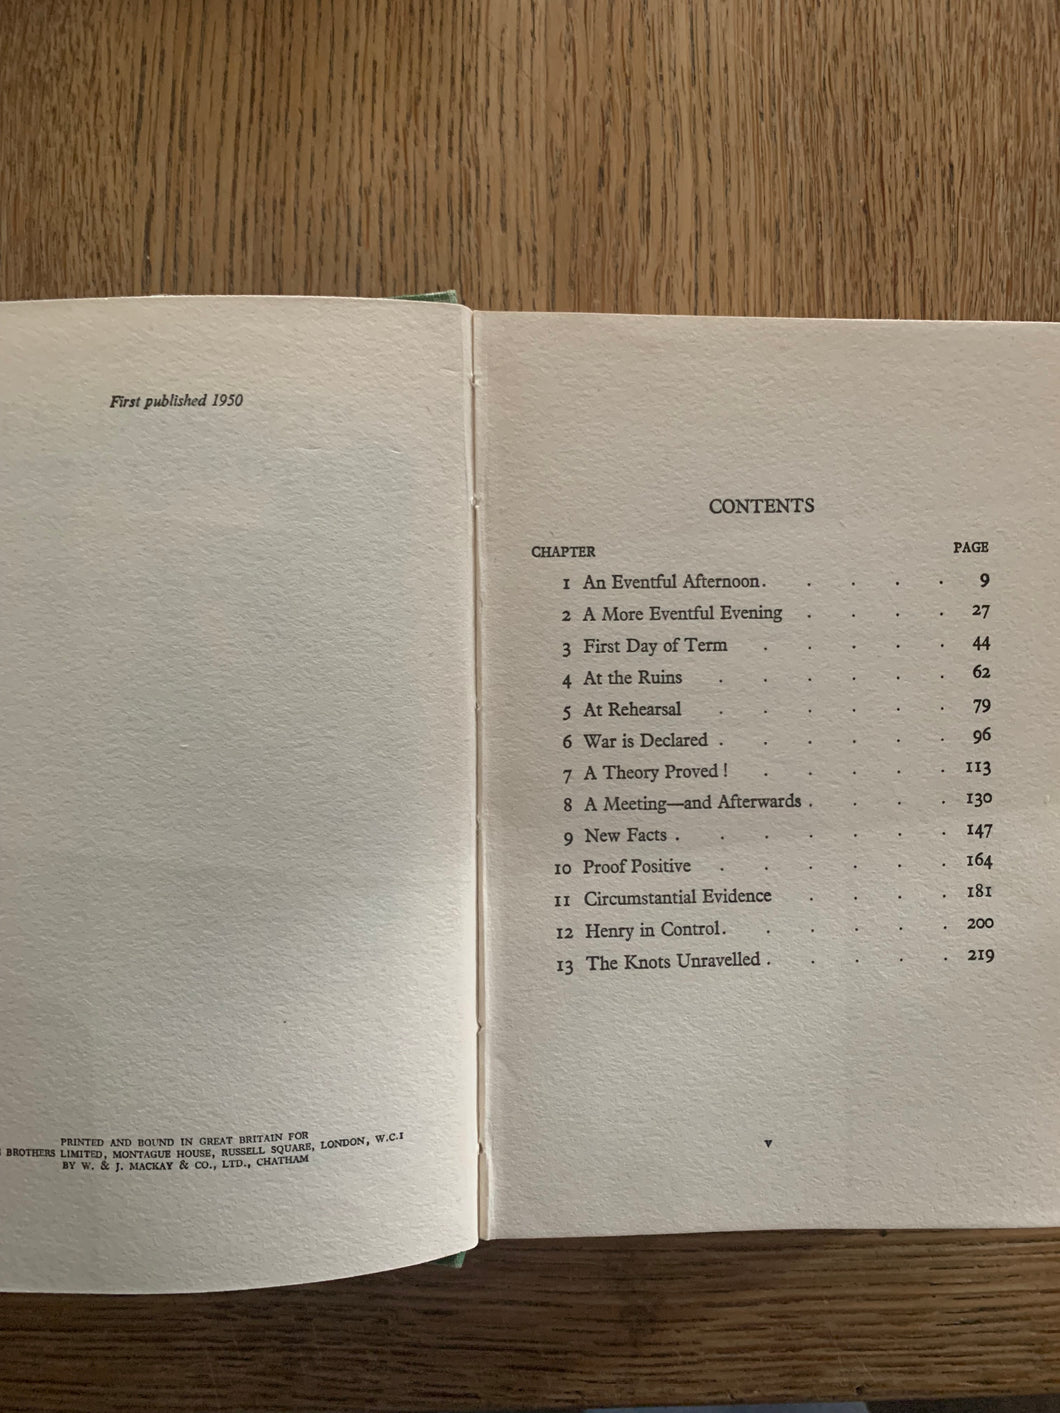 First published 1950
PRINTED AND BOUND IN GREAT BRITAIN FOR
BROTHERS LIMITED, MONTAGUE HOUSE, RUSSELL SQUARE, LONDON, W.C.1
BY W. & J. MACKAY & CO., LTD., CHATHAM
CONTENTS
CHAPTER PAGE
1 An Eventful Afternoon . . . . . 9
2 A More Eventful Evening . . . . 27
3 First Day of Term . . . . . 44
4 At the Ruins . . . . . . 62
5 At Rehearsal . . . . . . 79
6 War is Declared . . . . . . 96
7 A Theory Proved ! . . . . . 113
8 A Meeting—and Afterwards . . . . 130
9 New Facts . . . . . . . 147
10 Proof Positive . . . . . . 164
11 Circumstantial Evidence . . . . 181
12 Henry in Control . . . . . . 200
13 The Knots Unravelled . . . . . 219
v